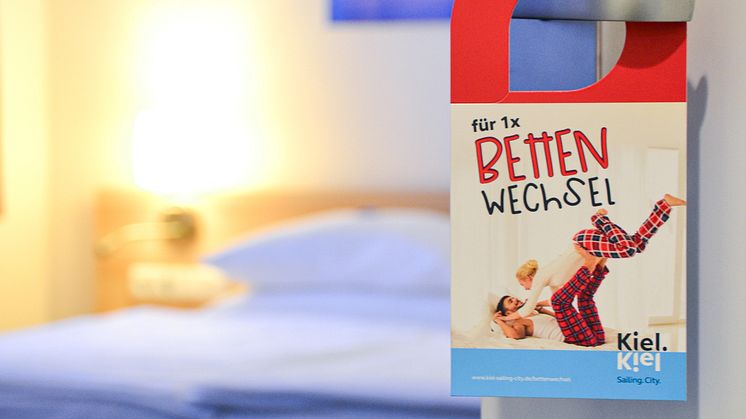 für 1x
BETTEN
WECHSEL
Kiel.
Kiel
Sailing.City.
www.kiel-sailing-city.de/bettenwechsel